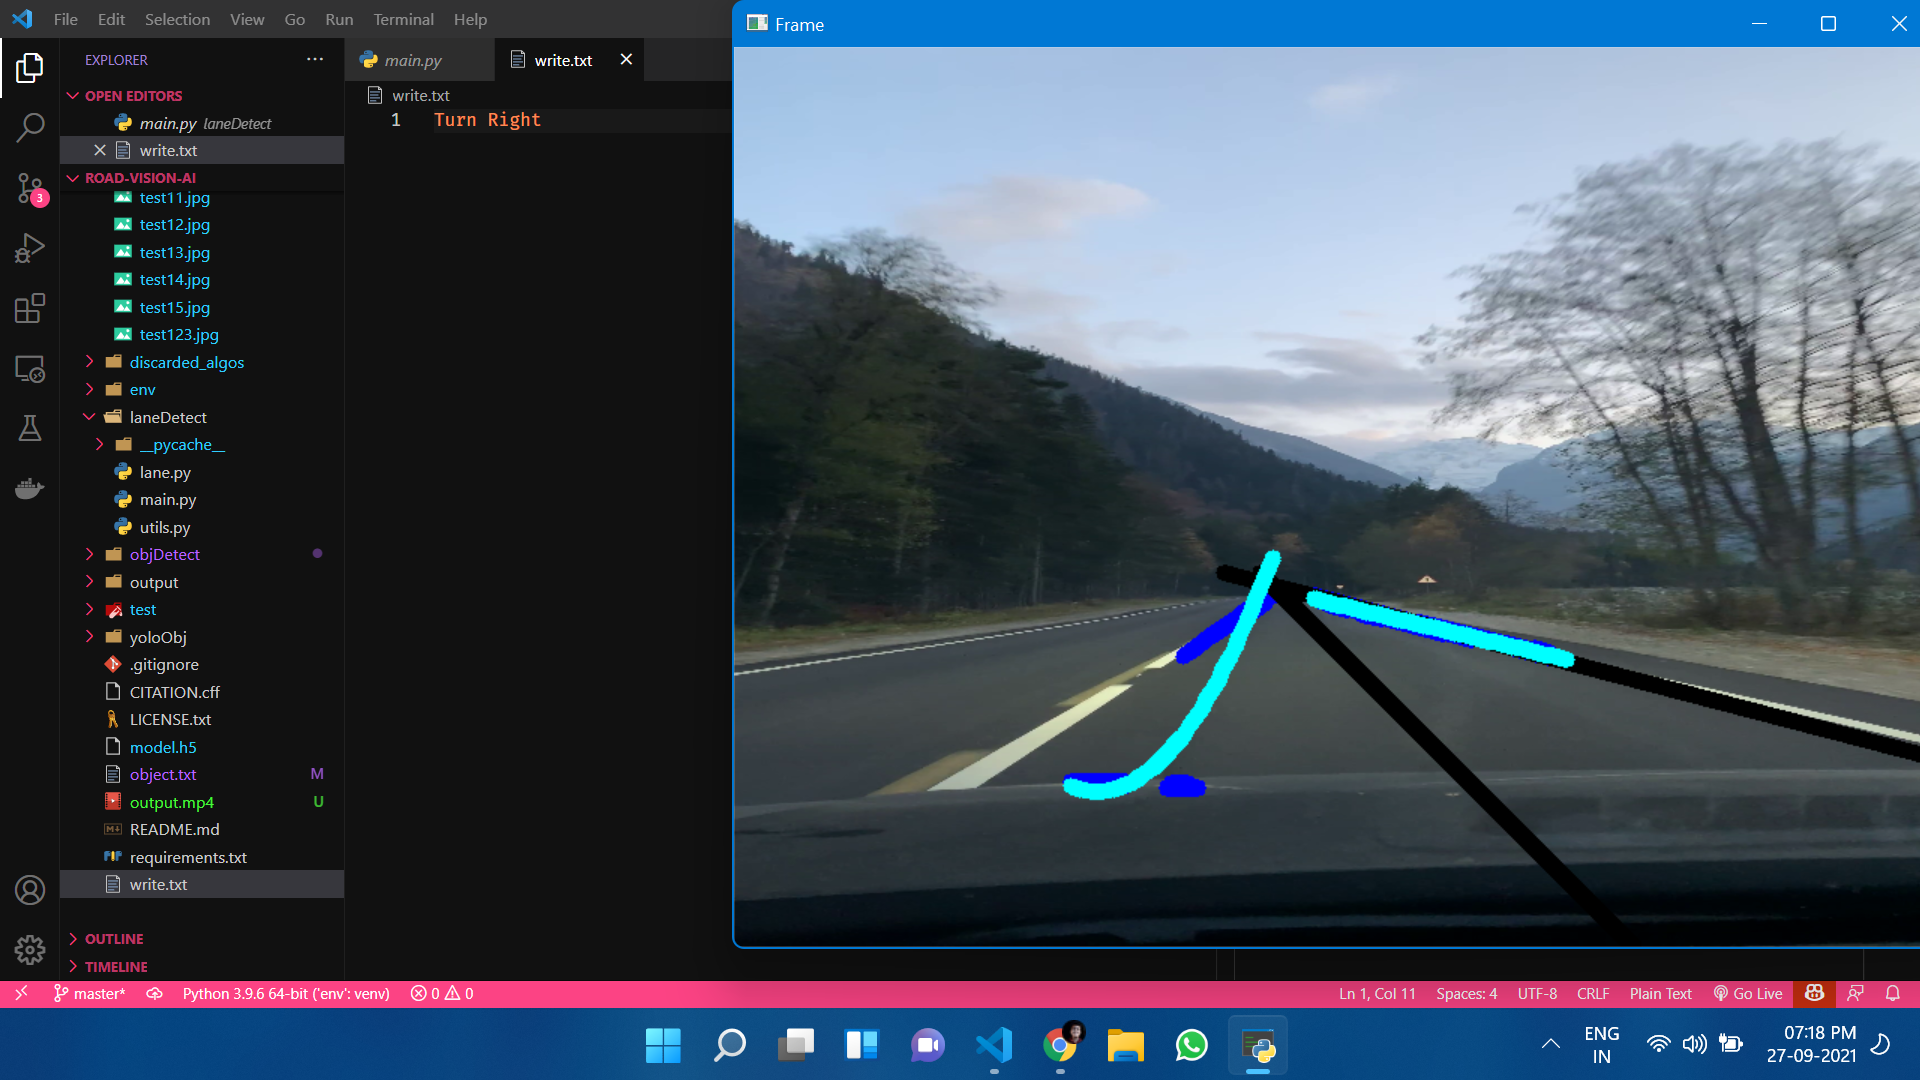 File Edit Selection View Go Run Terminal Help
Frame
EXPLORER
main.py
write.txt
OPEN EDITORS
main.py laneDetect
write.txt
write.txt
1 Turn Right
ROAD-VISION-AI
test11.jpg
test12.jpg
test13.jpg
test14.jpg
test15.jpg
test123.jpg
discarded_algos
env
laneDetect
__pycache__
lane.py
main.py
utils.py
objDetect
output
test
yoloObj
.gitignore
CITATION.cff
LICENSE.txt
model.h5
object.txt M
output.mp4 U
README.md
requirements.txt
write.txt
OUTLINE
TIMELINE
3
master* Python 3.9.6 64-bit ('env': venv) 0 0 Ln 1, Col 11 Spaces: 4 UTF-8 CRLF Plain Text Go Live
ENG
IN
07:18 PM
27-09-2021